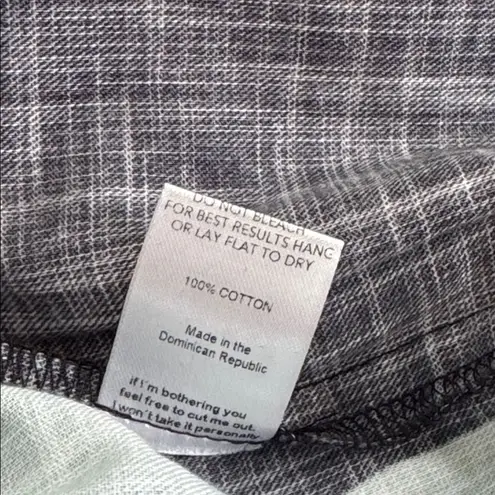 DO NOT BLEACH
FOR BEST RESULTS HANG
OR LAY FLAT TO DRY
100% COTTON
Made in the
Dominican Republic
if I'm bothering you
feel free to cut me out.
I won't take it personally